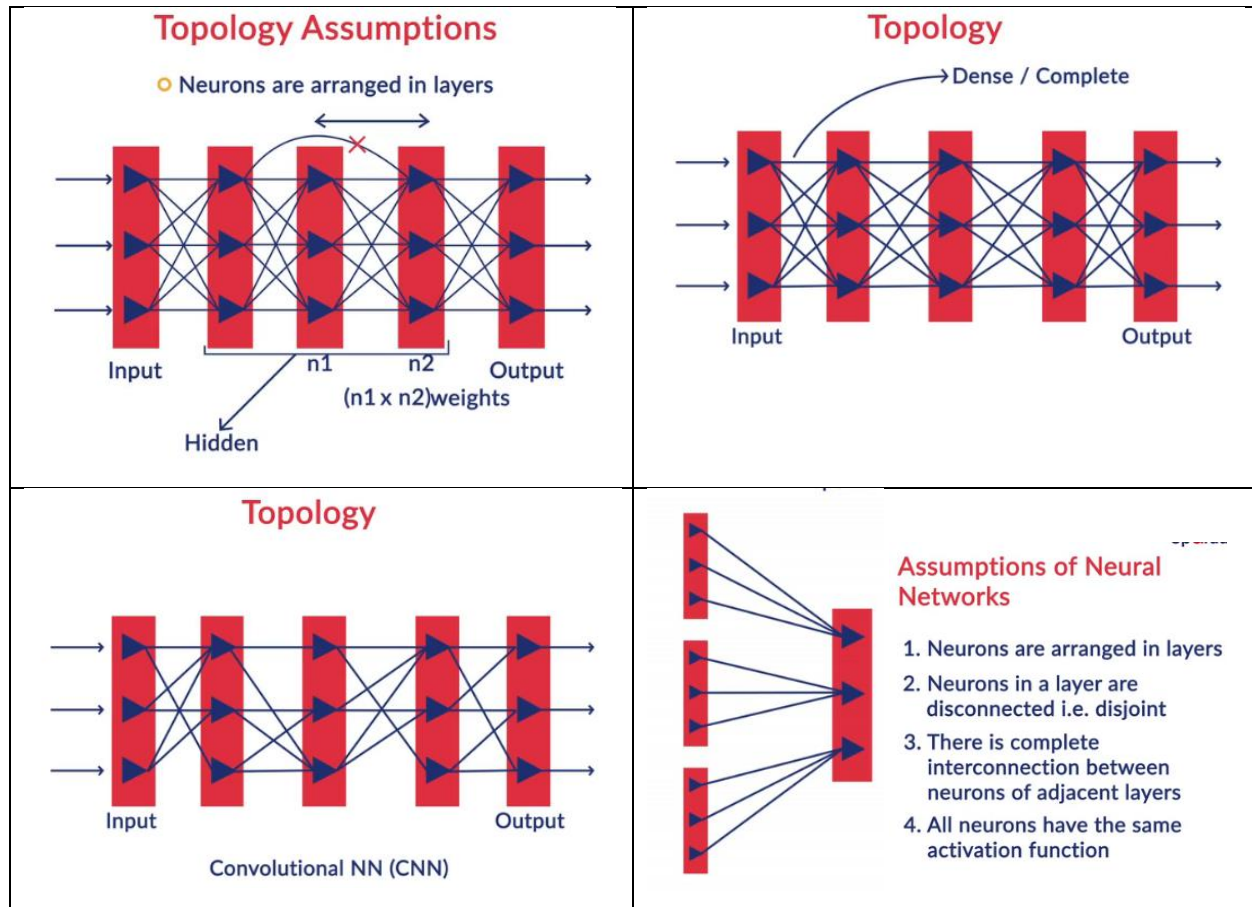 Topology Assumptions
Neurons are arranged in layers
n1
n2
Input
Output
(n1 x n2)weights
Hidden
Topology
Dense / Complete
Input
Output
Topology
Input
Output
Convolutional NN (CNN)
Assumptions of Neural
Networks
1. Neurons are arranged in layers
2. Neurons in a layer are
disconnected i.e. disjoint
3. There is complete
interconnection between
neurons of adjacent layers
4. All neurons have the same
activation function